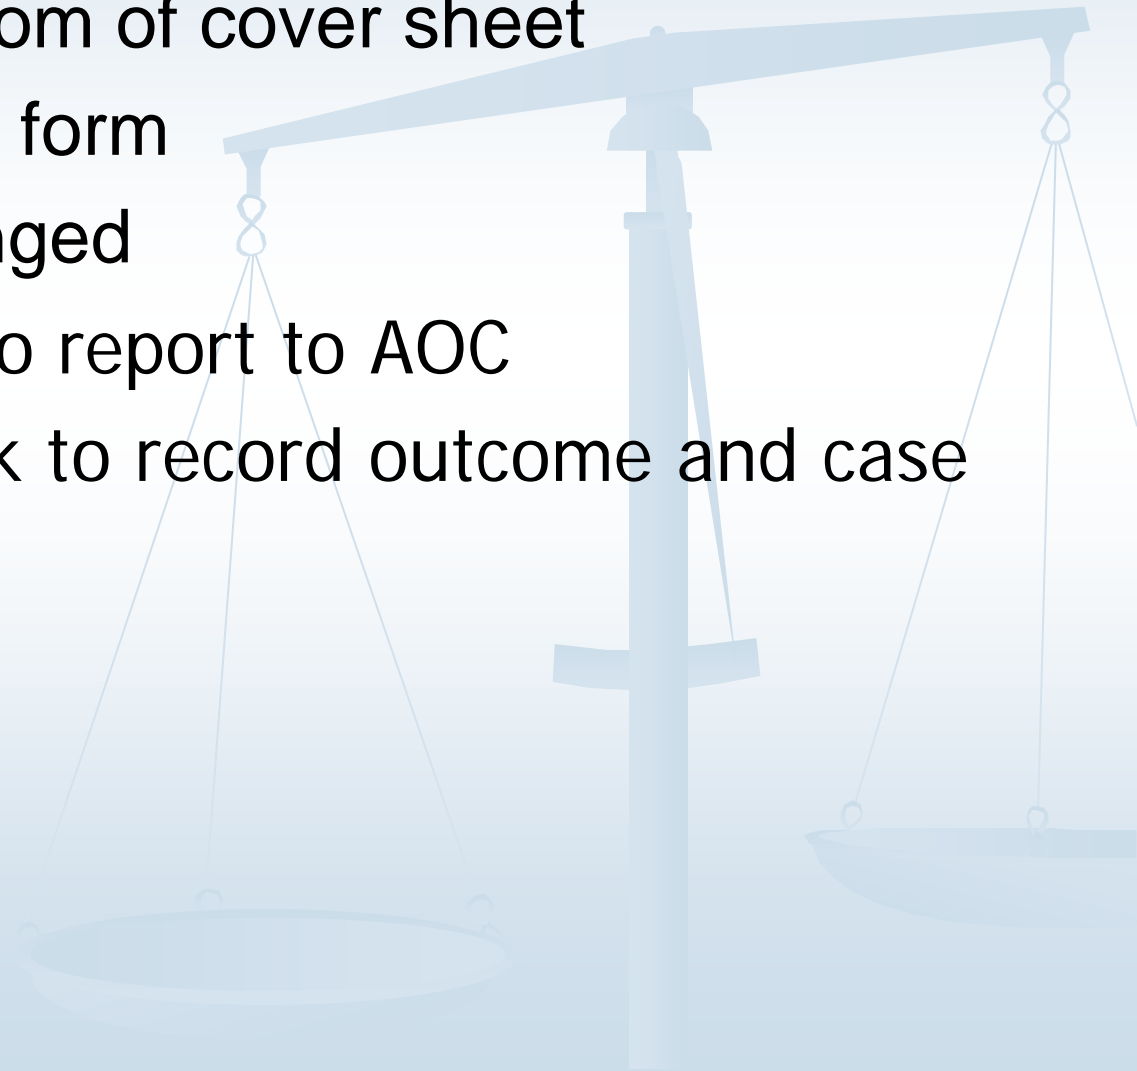 om of cover sheet
form
nged
o report to AOC
k to record outcome and case